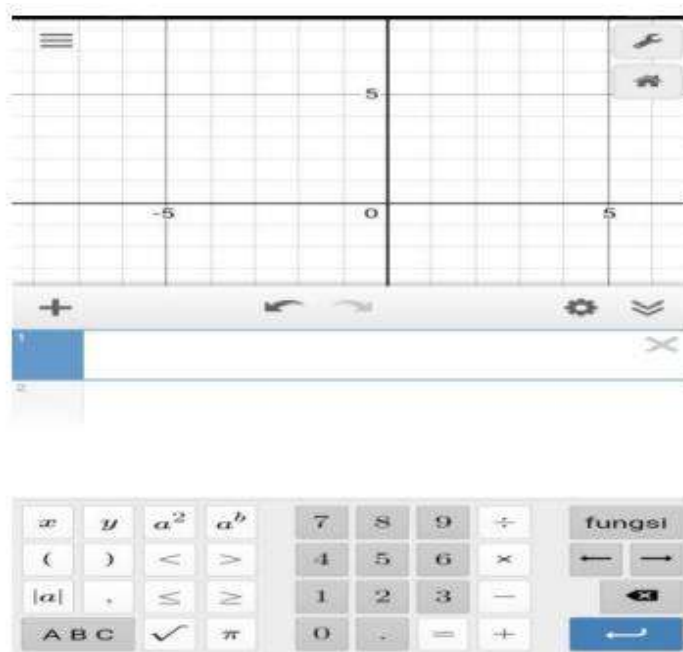 5
-5 0 5
1
2
x y a² aᵇ 7 8 9 ÷ fungsi
( ) < > 4 5 6 × ← →
|a| , ≤ ≥ 1 2 3 −
A B C √ π 0 . = +